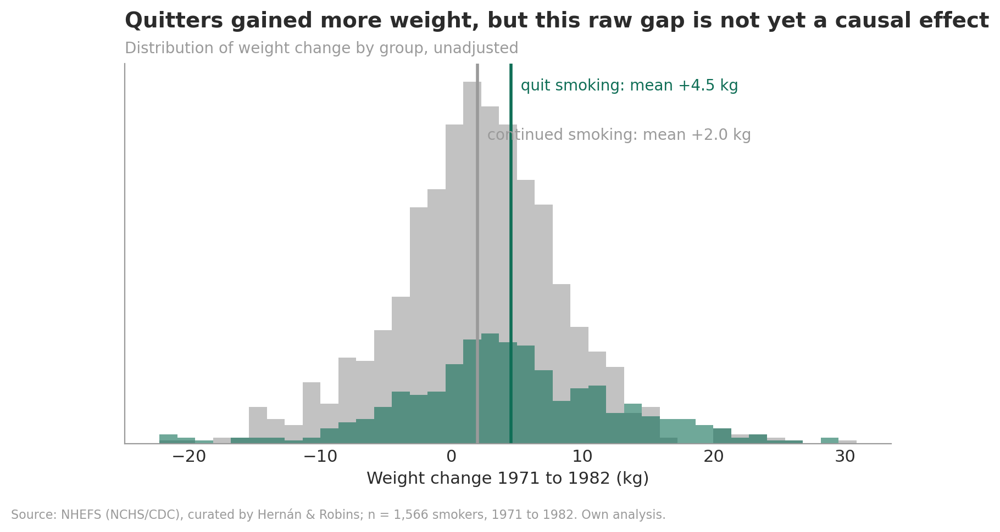 Quitters gained more weight, but this raw gap is not yet a causal effect
Distribution of weight change by group, unadjusted
quit smoking: mean +4.5 kg
continued smoking: mean +2.0 kg
−20 −10 0 10 20 30
Weight change 1971 to 1982 (kg)
Source: NHEFS (NCHS/CDC), curated by Hernán & Robins; n = 1,566 smokers, 1971 to 1982. Own analysis.